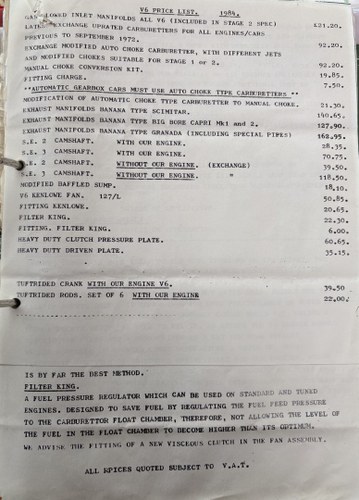 V6 PRICE LIST. 1984.
GAS FLOWED INLET MANIFOLDS ALL V6 (INCLUDED IN STAGE 2 SPEC) £21.20.
LATEST EXCHANGE UPRATED CARBURETTERS FOR ALL ENGINES/CARS
PREVIOUS TO SEPTEMBER 1972. 92.20.
EXCHANGE MODIFIED AUTO CHOKE CARBURETTER, WITH DIFFERENT JETS
AND MODIFIED CHOKES SUITABLE FOR STAGE 1 OR 2. 92.20.
MANUAL CHOKE CONVERSION KIT. 19.85.
FITTING CHARGE. 7.50.
**AUTOMATIC GEARBOX CARS MUST USE AUTO CHOKE TYPE CARBURETTERS **
MODIFICATION OF AUTOMATIC CHOKE TYPE CARBURETTER TO MANUAL CHOKE. 21.30.
EXHAUST MANIFOLDS BANANA TYPE SCIMITAR. 140.65.
EXHAUST MANIFOLDS BANANA TYPE BIG BORE CAPRI Mk1 and 2. 127.90.
EXHAUST MANIFOLDS BANANA TYPE GRANADA (INCLUDING SPECIAL PIPES) 162.95.
S.E. 2 CAMSHAFT. WITH OUR ENGINE. 28.35.
S.E. 3 CAMSHAFT. WITH OUR ENGINE. 70.75.
S.E. 2 CAMSHAFT. WITHOUT OUR ENGINE. (EXCHANGE) 39.50
S.E. 3 CAMSHAFT. WITHOUT OUR ENGINE. " 118.50.
MODIFIED BAFFLED SUMP. 18.10.
V6 KENLOWE FAN. 127/L 50.85.
FITTING KENLOWE. 20.65.
FILTER KING. 22.30.
FITTING. FILTER KING. 6.00.
HEAVY DUTY CLUTCH PRESSURE PLATE. 60.65.
HEAVY DUTY DRIVEN PLATE. 35.15.
TUFTRIDED CRANK WITH OUR ENGINE V6. 39.50
TUFTRIDED RODS. SET OF 6 WITH OUR ENGINE 22.00.
IS BY FAR THE BEST METHOD.
FILTER KING.
A FUEL PRESSURE REGULATOR WHICH CAN BE USED ON STANDARD AND TUNED
ENGINES. DESIGNED TO SAVE FUEL BY REGULATING THE FUEL FEED PRESSURE
TO THE CARBURETTOR FLOAT CHAMBER, THEREFORE, NOT ALLOWING THE LEVEL OF
THE FUEL IN THE FLOAT CHAMBER TO BECOME HIGHER THAN ITS OPTIMUM.
WE ADVISE THE FITTING OF A NEW VISCEOUS CLUTCH IN THE FAN ASSEMBLY.
ALL SPICES QUOTED SUBJECT TO V.A.T.